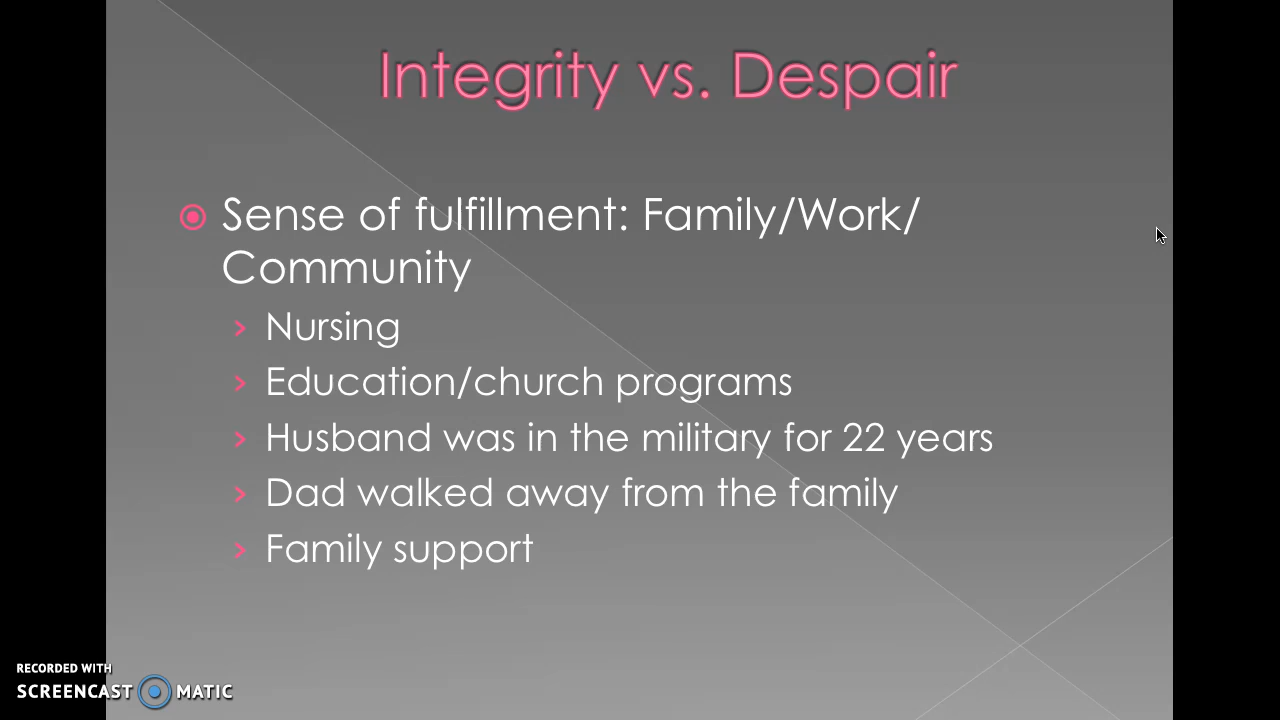 Integrity vs. Despair
Sense of fulfillment: Family/Work/
Community
Nursing
Education/church programs
Husband was in the military for 22 years
Dad walked away from the family
Family support
RECORDED WITH
SCREENCAST MATIC